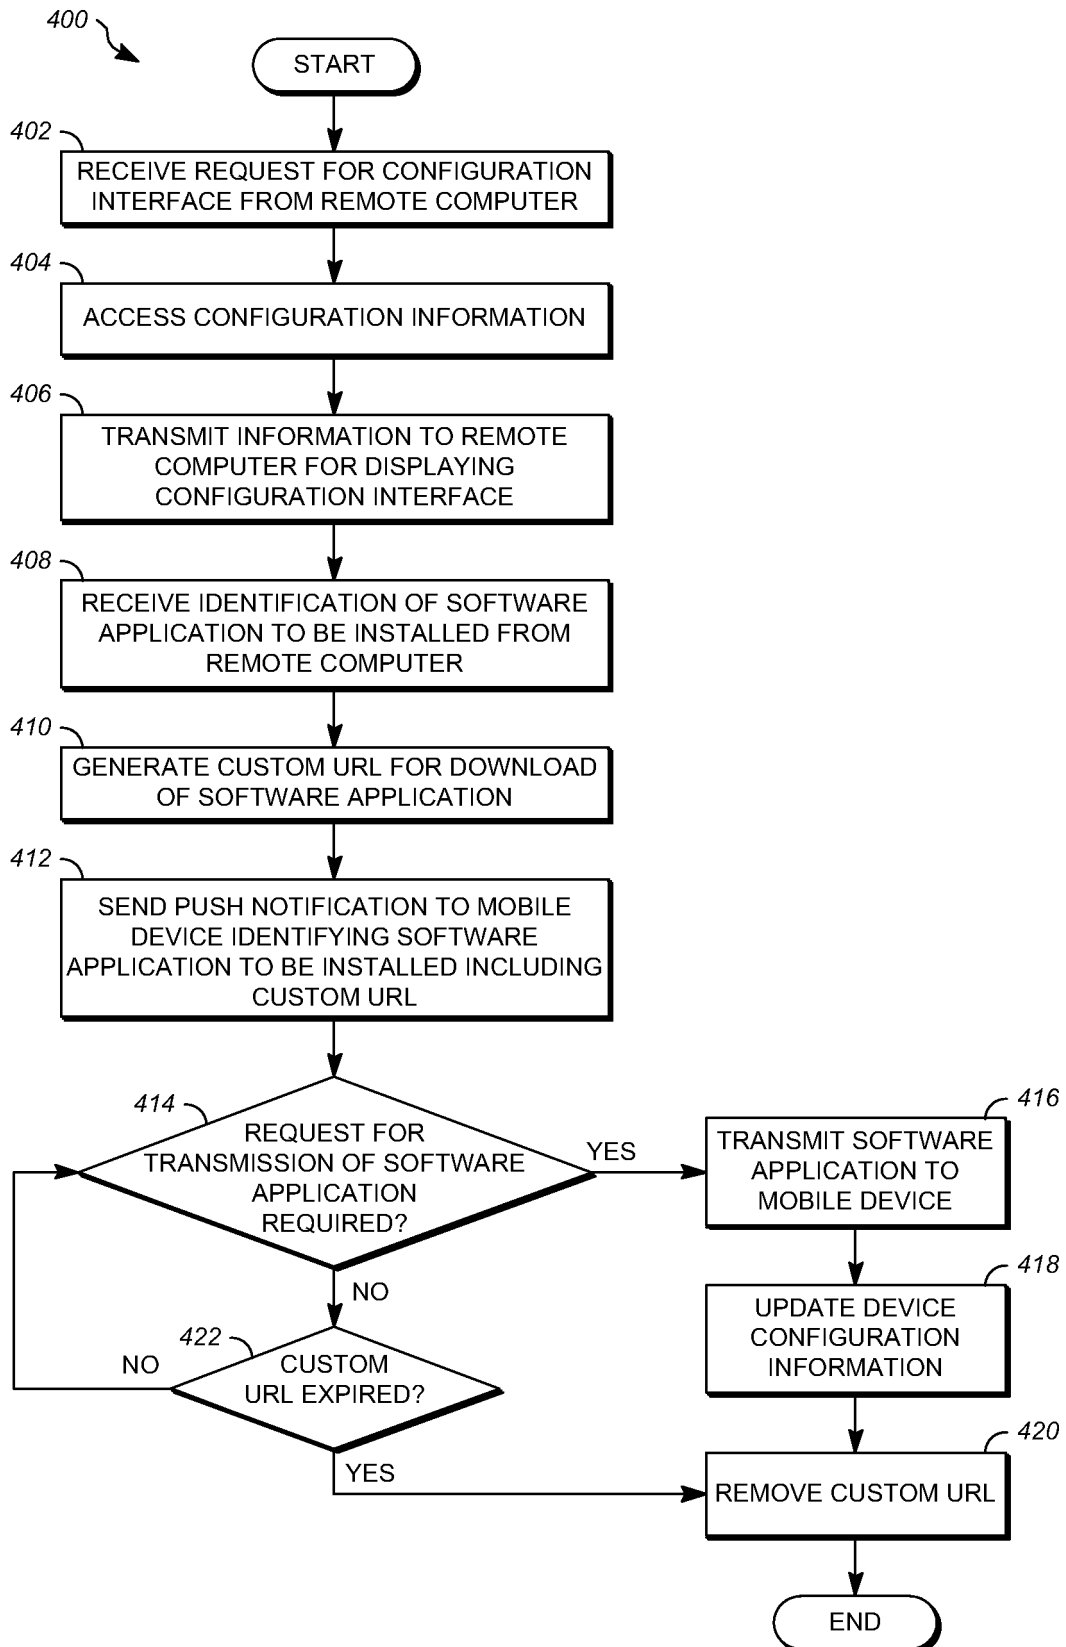 400
START
402
RECEIVE REQUEST FOR CONFIGURATION
INTERFACE FROM REMOTE COMPUTER
404
ACCESS CONFIGURATION INFORMATION
406
TRANSMIT INFORMATION TO REMOTE
COMPUTER FOR DISPLAYING
CONFIGURATION INTERFACE
408
RECEIVE IDENTIFICATION OF SOFTWARE
APPLICATION TO BE INSTALLED FROM
REMOTE COMPUTER
410
GENERATE CUSTOM URL FOR DOWNLOAD
OF SOFTWARE APPLICATION
412
SEND PUSH NOTIFICATION TO MOBILE
DEVICE IDENTIFYING SOFTWARE
APPLICATION TO BE INSTALLED INCLUDING
CUSTOM URL
414
REQUEST FOR
TRANSMISSION OF SOFTWARE
APPLICATION
REQUIRED?
YES
416
TRANSMIT SOFTWARE
APPLICATION TO
MOBILE DEVICE
418
UPDATE DEVICE
CONFIGURATION
INFORMATION
NO
422
CUSTOM
URL EXPIRED?
NO
YES
420
REMOVE CUSTOM URL
END